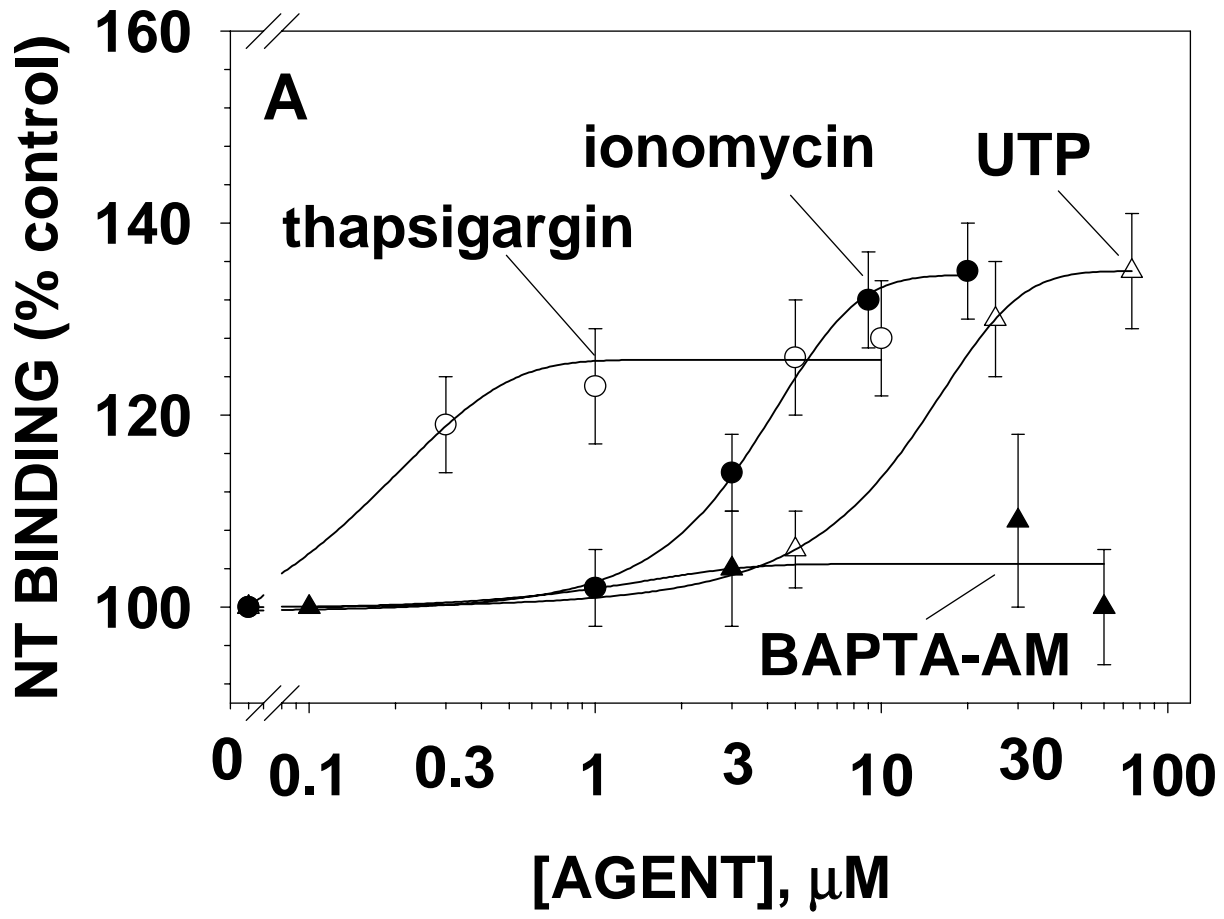 NT BINDING (% control)
160
140
120
100
A
ionomycin
UTP
thapsigargin
BAPTA-AM
0 0.1 0.3 1 3 10 30 100
[AGENT], μM